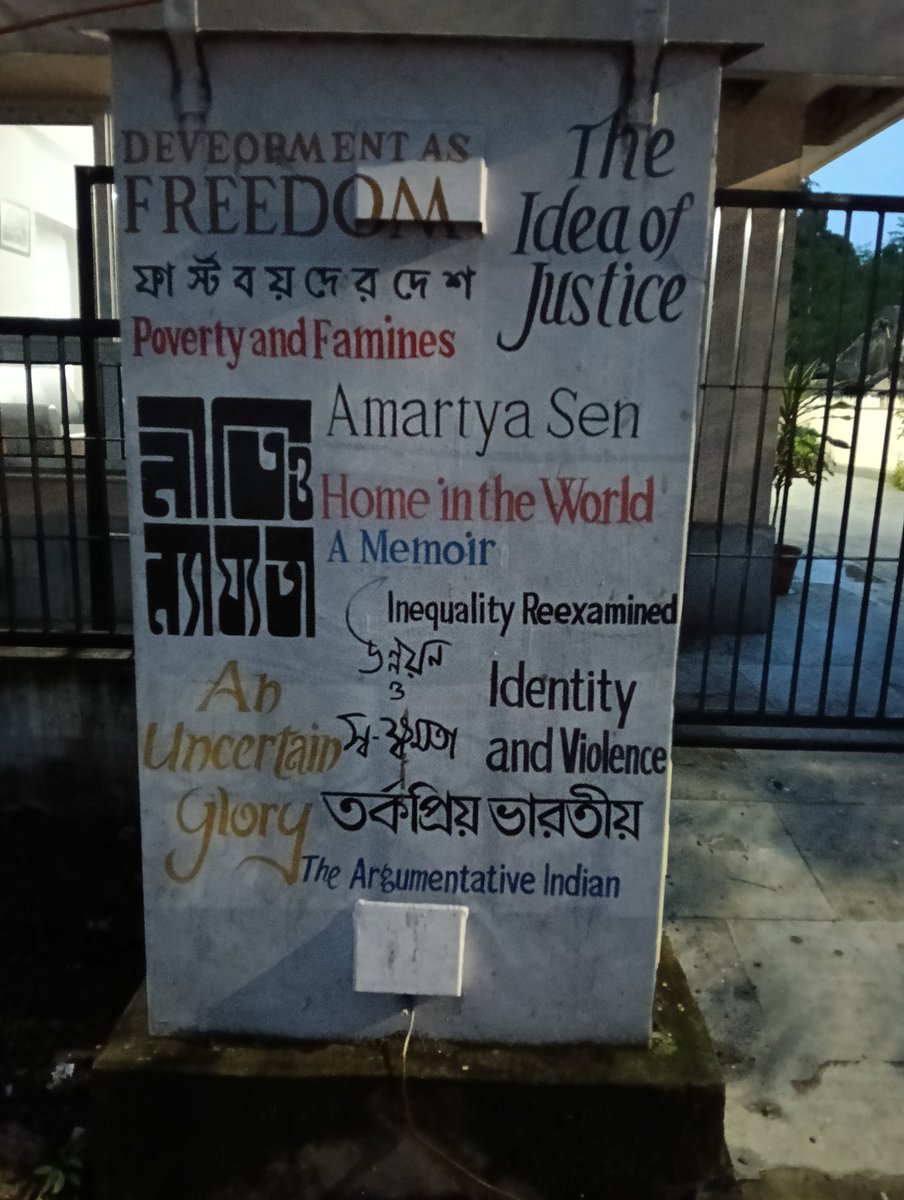 DEVEOPMENT AS
FREEDOM
The
Idea of
Justice
ফার্স্ট বয়দের দেশ
Poverty and Famines
Amartya Sen
নীতি ও
ন্যায্যতা
Home in the World
A Memoir
Inequality Reexamined
উন্নয়ন
ও
স্ব-ক্ষমতা
Identity
and Violence
An
Uncertain
Glory
তর্কপ্রিয় ভারতীয়
The Argumentative Indian